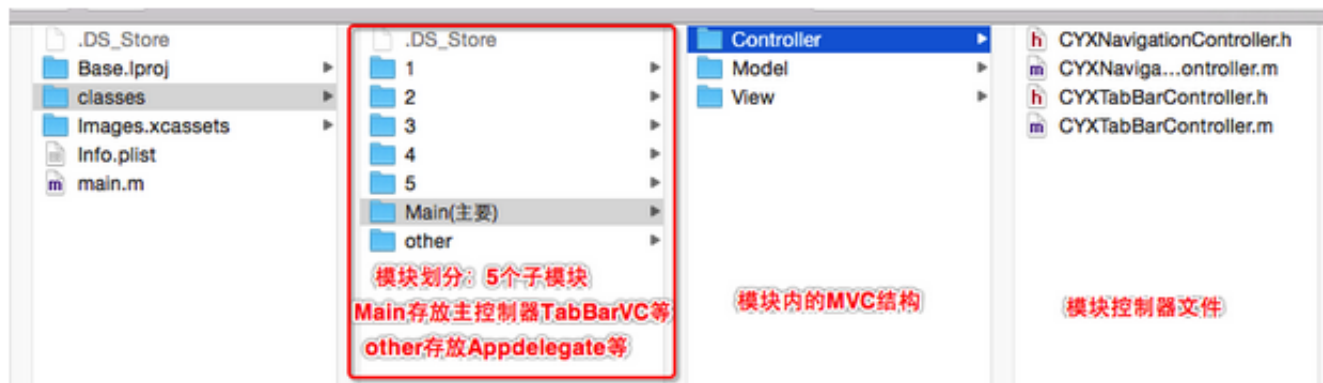 .DS_Store
Base.lproj
classes
Images.xcassets
Info.plist
m main.m
.DS_Store
1
2
3
4
5
Main(主要)
other
模块划分：5个子模块
Main存放主控制器TabBarVC等
other存放Appdelegate等
Controller
Model
View
模块内的MVC结构
h CYXNavigationController.h
m CYXNaviga...ontroller.m
h CYXTabBarController.h
m CYXTabBarController.m
模块控制器文件